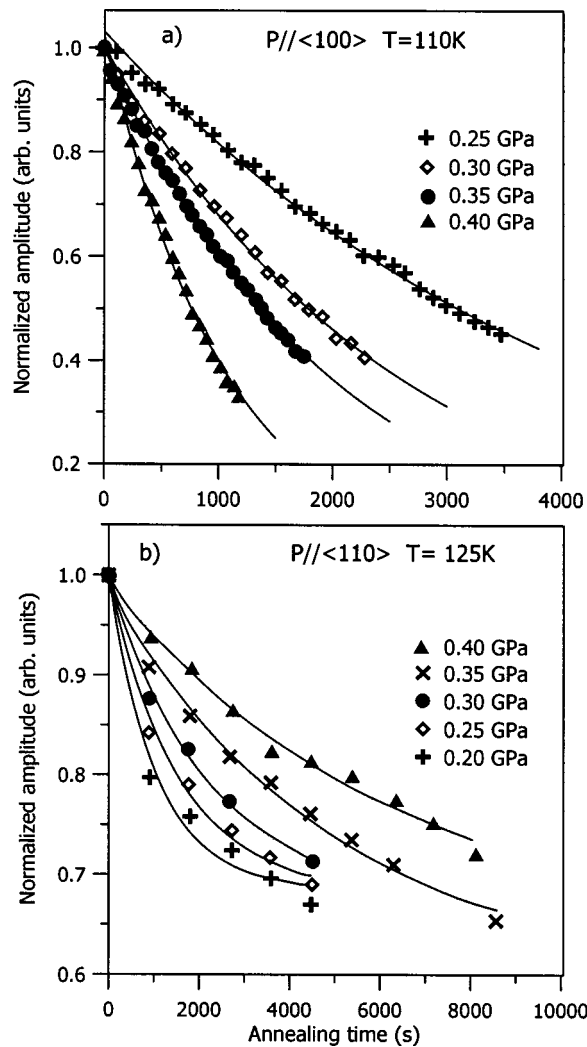 a) P//<100> T=110K
Normalized amplitude (arb. units)
1.0
0.8
0.6
0.4
0.2
0.25 GPa
0.30 GPa
0.35 GPa
0.40 GPa
0 1000 2000 3000 4000
b) P//<110> T= 125K
Normalized amplitude (arb. units)
1.0
0.9
0.8
0.7
0.6
0.40 GPa
0.35 GPa
0.30 GPa
0.25 GPa
0.20 GPa
0 2000 4000 6000 8000 10000
Annealing time (s)